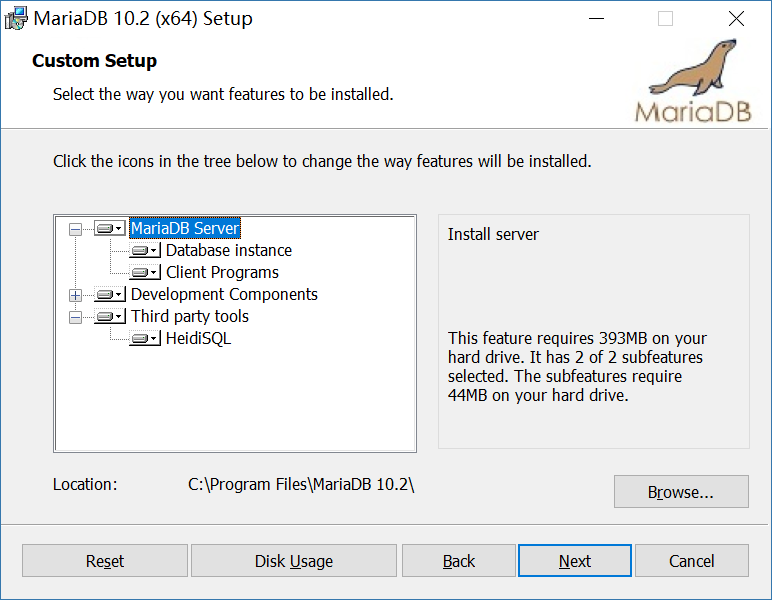 MariaDB 10.2 (x64) Setup
Custom Setup
Select the way you want features to be installed.
MariaDB
Click the icons in the tree below to change the way features will be installed.
MariaDB Server
Database instance
Client Programs
Development Components
Third party tools
HeidiSQL
Install server
This feature requires 393MB on your
hard drive. It has 2 of 2 subfeatures
selected. The subfeatures require
44MB on your hard drive.
Location:
C:\Program Files\MariaDB 10.2\
Browse...
Reset
Disk Usage
Back
Next
Cancel